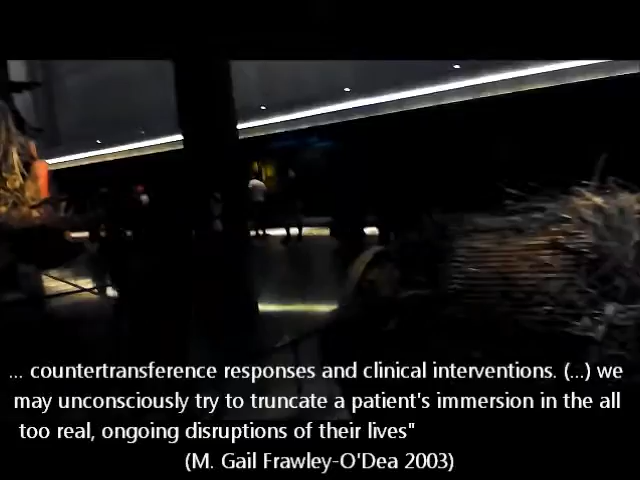 ... countertransference responses and clinical interventions. (...) we
may unconsciously try to truncate a patient's immersion in the all
too real, ongoing disruptions of their lives"
(M. Gail Frawley-O'Dea 2003)